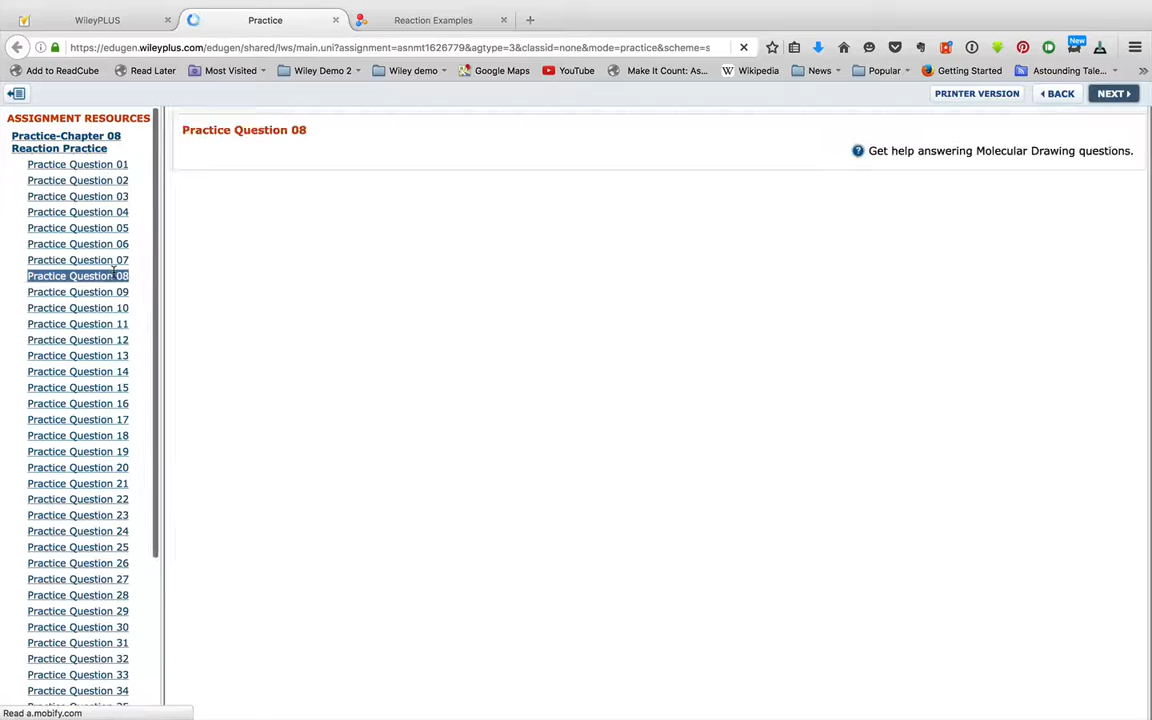 WileyPLUS
Practice
Reaction Examples
https://edugen.wileyplus.com/edugen/shared/lws/main.uni?assignment=asnmt1626779&agtype=3&classid=none&mode=practice&scheme=s
New
Add to ReadCube
Read Later
Most Visited
Wiley Demo 2
Wiley demo
Google Maps
YouTube
Make It Count: As...
Wikipedia
News
Popular
Getting Started
Astounding Tale...
PRINTER VERSION
BACK
NEXT
ASSIGNMENT RESOURCES
Practice-Chapter 08
Reaction Practice
Practice Question 01
Practice Question 02
Practice Question 03
Practice Question 04
Practice Question 05
Practice Question 06
Practice Question 07
Practice Question 08
Practice Question 09
Practice Question 10
Practice Question 11
Practice Question 12
Practice Question 13
Practice Question 14
Practice Question 15
Practice Question 16
Practice Question 17
Practice Question 18
Practice Question 19
Practice Question 20
Practice Question 21
Practice Question 22
Practice Question 23
Practice Question 24
Practice Question 25
Practice Question 26
Practice Question 27
Practice Question 28
Practice Question 29
Practice Question 30
Practice Question 31
Practice Question 32
Practice Question 33
Practice Question 34
Practice Question 08
Get help answering Molecular Drawing questions.
Read a.mobify.com